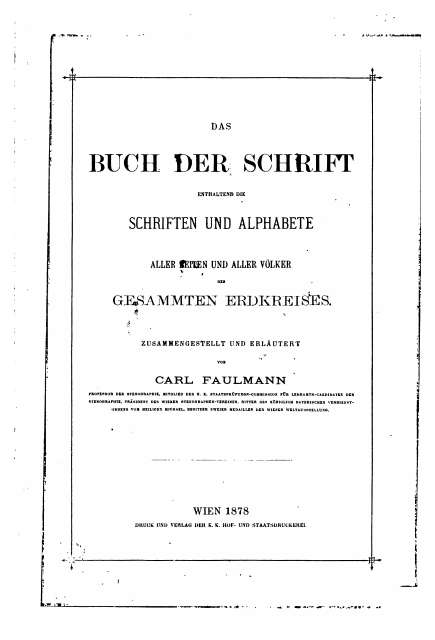 DAS
BUCH DER SCHRIFT
ENTHALTEND DIE
SCHRIFTEN UND ALPHABETE
ALLER ZEITEN UND ALLER VÖLKER
DES
GESAMMTEN ERDKREISES.
ZUSAMMENGESTELLT UND ERLÄUTERT
VON
CARL FAULMANN
PROFESSOR DER STENOGRAPHIE, MITGLIED DER K. K. STAATSPRÜFUNGS-COMMISSION FÜR LEHRAMTS-CANDIDATEN DER
STENOGRAPHIE, PRÄSIDENT DES WIENER STENOGRAPHEN-VEREINES, RITTER DES KÖNIGLICH BAYERISCHEN VERDIENST-
ORDENS VOM HEILIGEN MICHAEL, BESITZER ZWEIER MEDAILLEN DER WIENER WELTAUSSTELLUNG.
WIEN 1878
DRUCK UND VERLAG DER K. K. HOF- UND STAATSDRUCKEREI